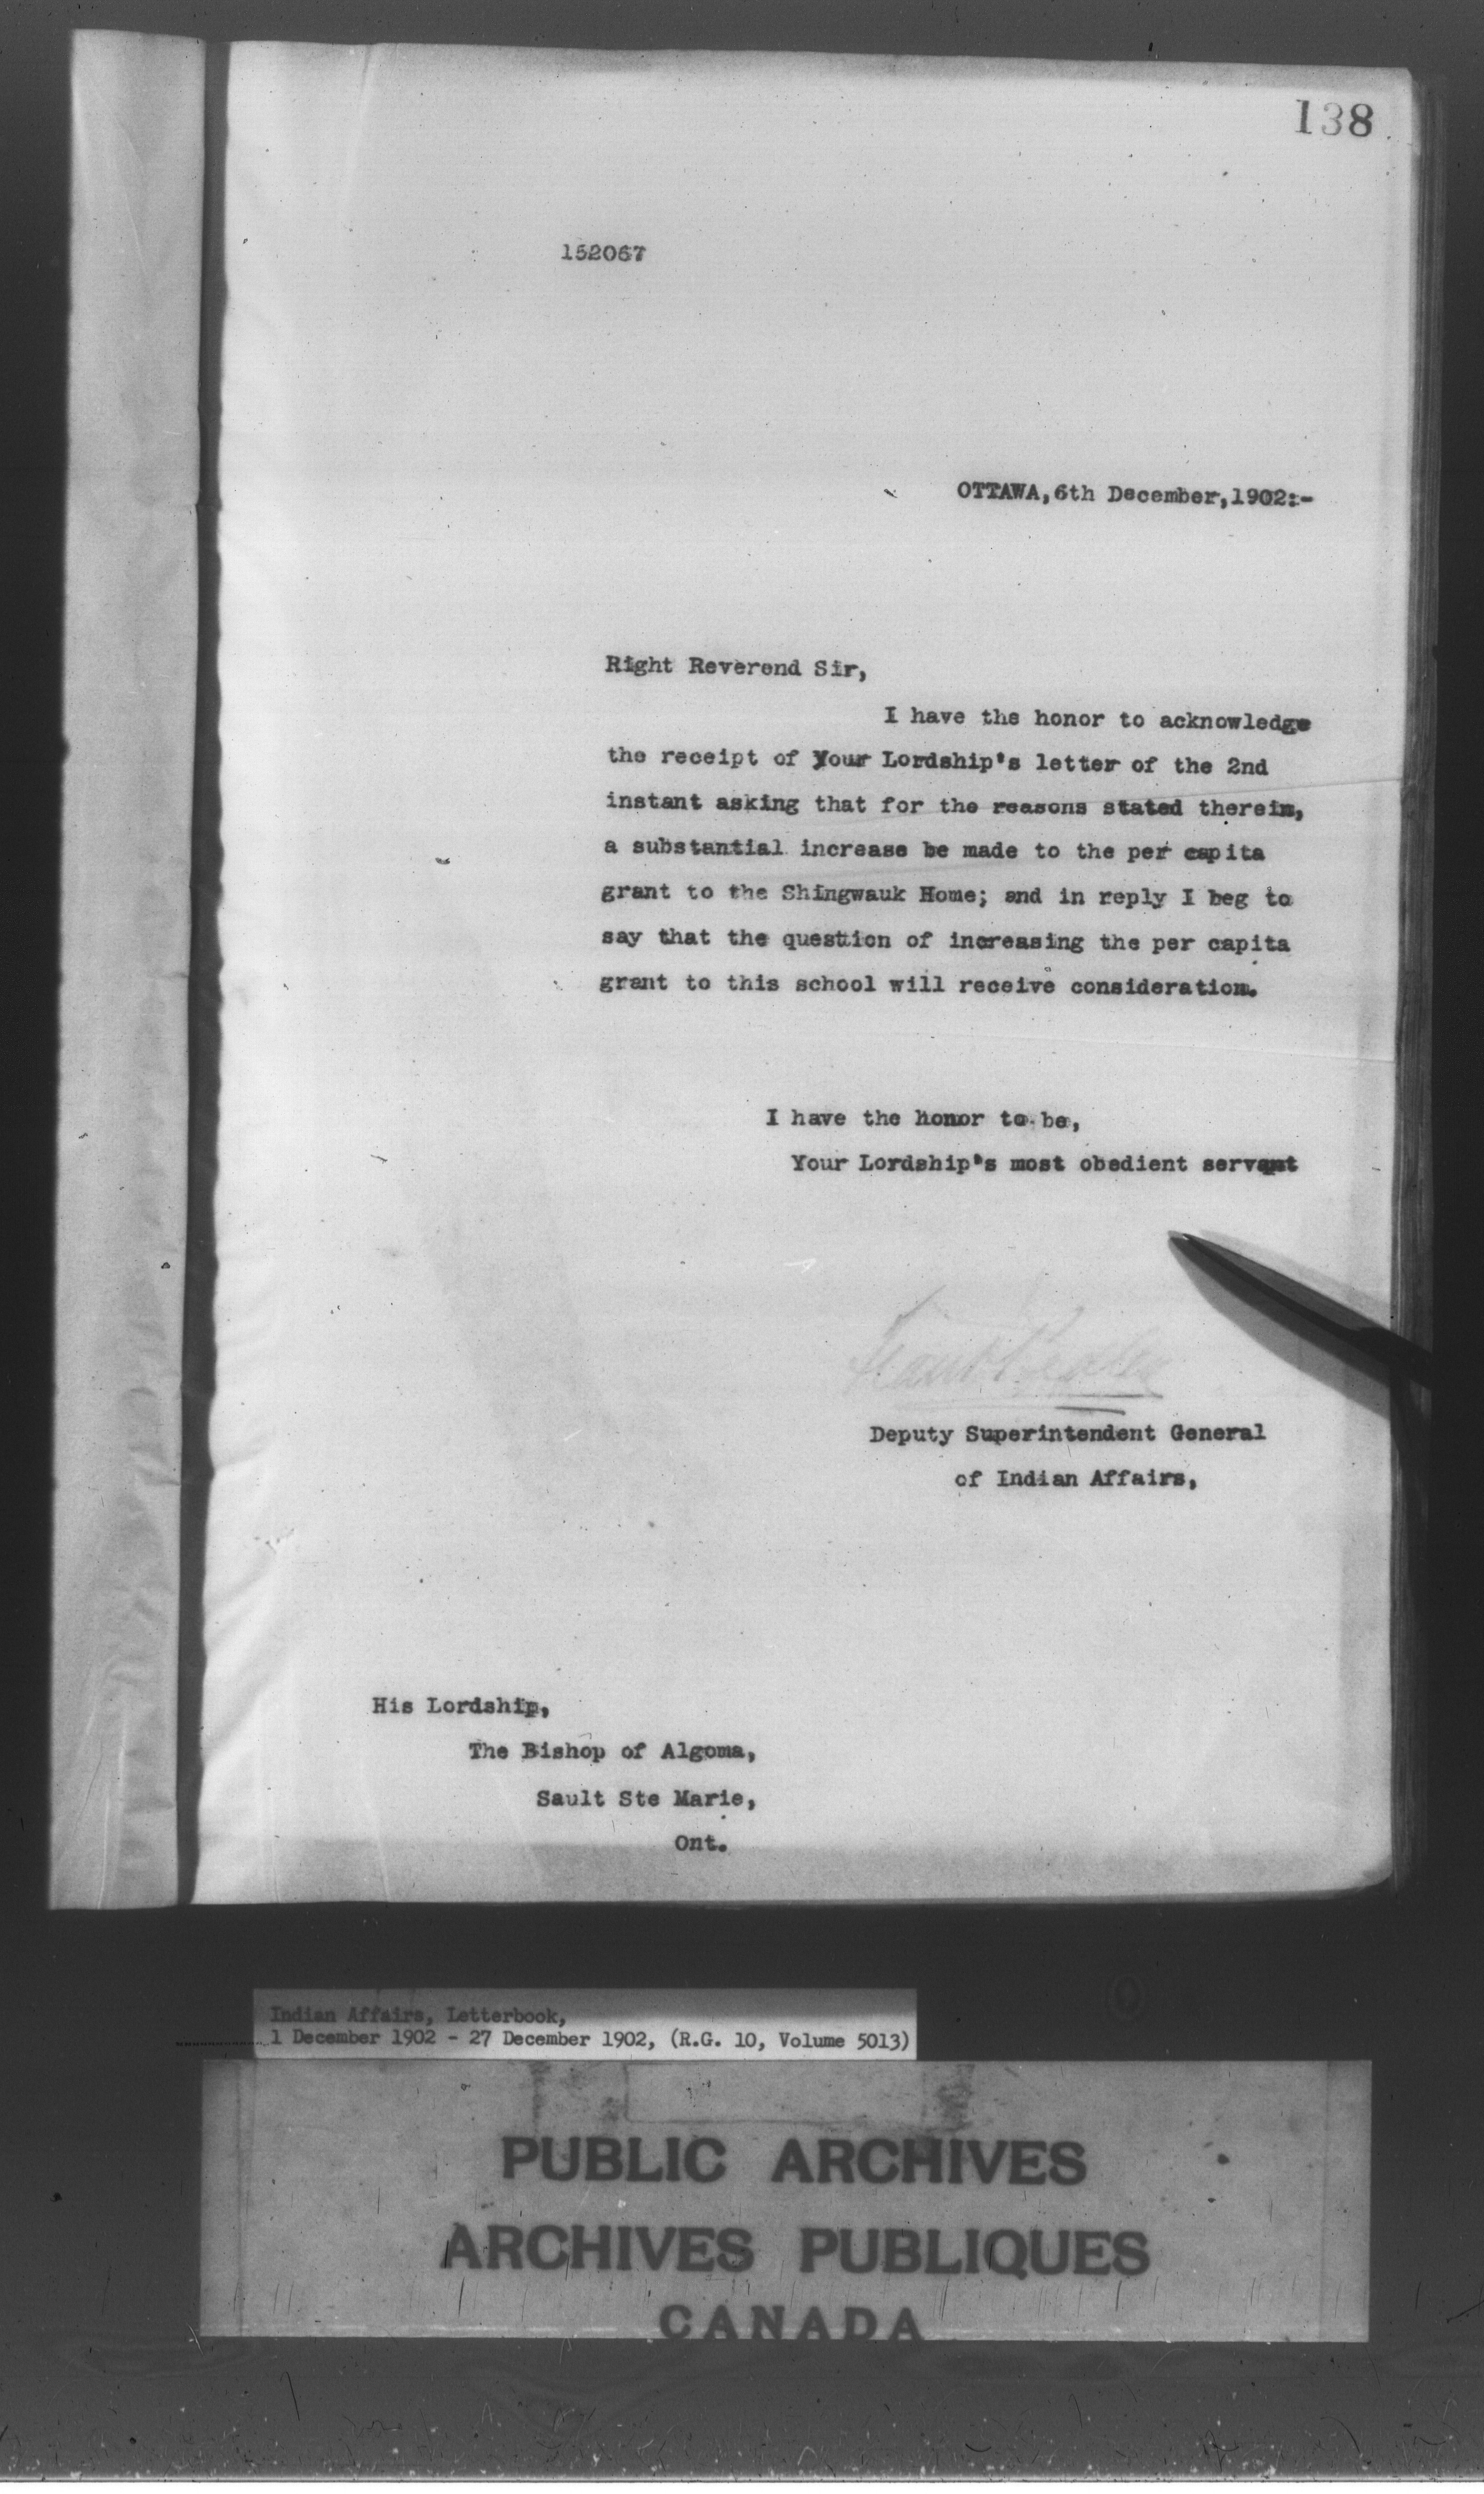 138
152067
OTTAWA, 6th December, 1902:-
Right Reverend Sir,
I have the honor to acknowledge
the receipt of Your Lordship's letter of the 2nd
instant asking that for the reasons stated therein,
a substantial increase be made to the per capita
grant to the Shingwauk Home; and in reply I beg to
say that the question of increasing the per capita
grant to this school will receive consideration.
I have the honor to be,
Your Lordship's most obedient servant
Deputy Superintendent General
of Indian Affairs,
His Lordship,
The Bishop of Algoma,
Sault Ste Marie,
Ont.
Indian Affairs, Letterbook,
1 December 1902 - 27 December 1902, (R.G. 10, Volume 5013)
PUBLIC ARCHIVES
ARCHIVES PUBLIQUES
CANADA